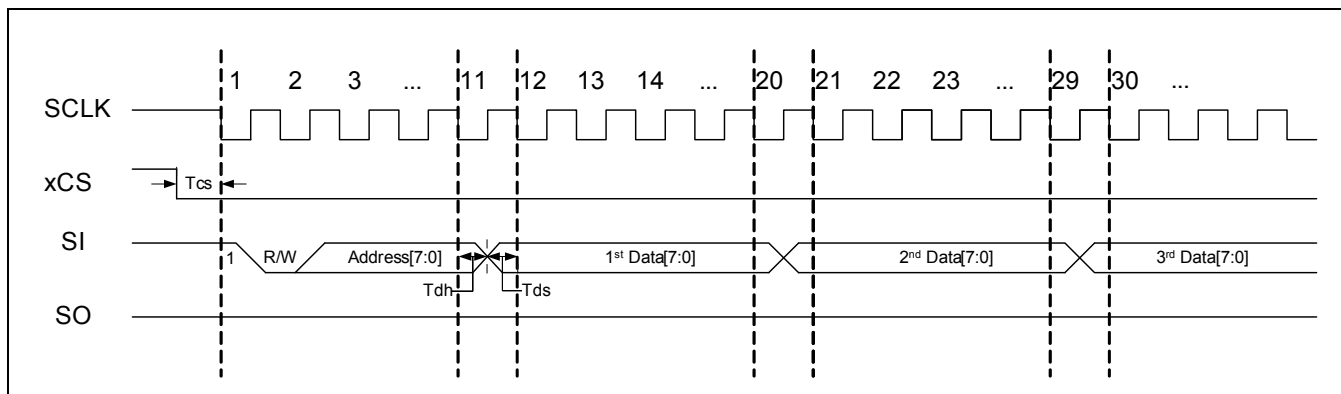 1 2 3 ... 11 12 13 14 ... 20 21 22 23 ... 29 30 ...
SCLK
xCS Tcs
SI 1 R/W Address[7:0] 1st Data[7:0] 2nd Data[7:0] 3rd Data[7:0]
Tdh Tds
SO